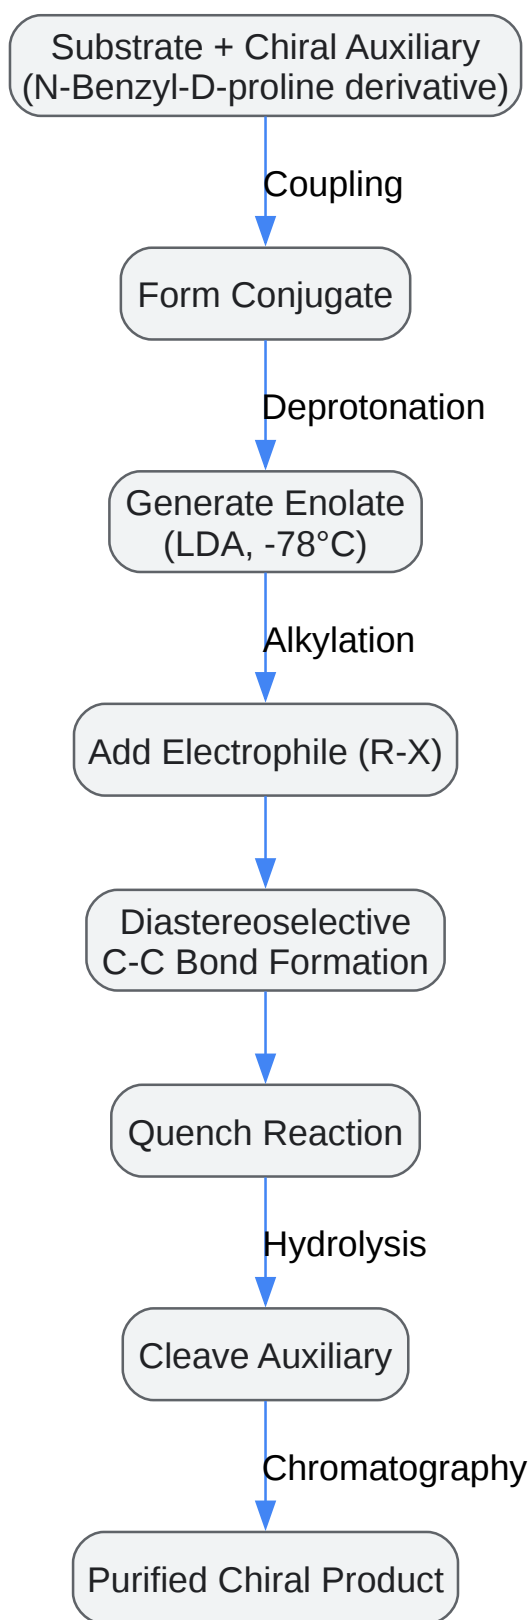 Substrate + Chiral Auxiliary
(N-Benzyl-D-proline derivative)
Coupling
Form Conjugate
Deprotonation
Generate Enolate
(LDA, -78°C)
Alkylation
Add Electrophile (R-X)
Diastereoselective
C-C Bond Formation
Quench Reaction
Hydrolysis
Cleave Auxiliary
Chromatography
Purified Chiral Product